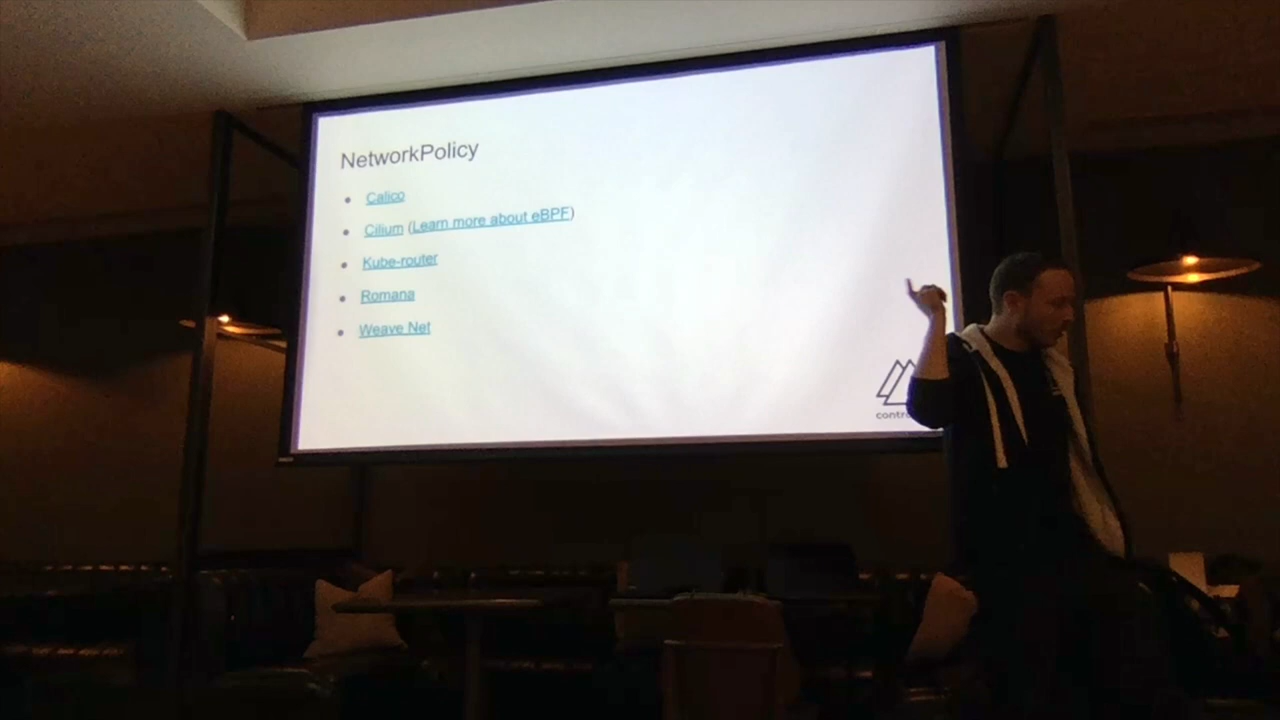 NetworkPolicy
Calico
Cilium (Learn more about eBPF)
Kube-router
Romana
Weave Net